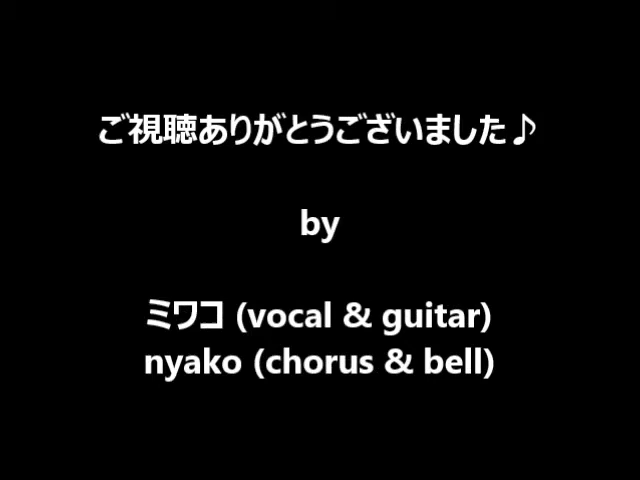 ご視聴ありがとうございました♪
by
ミワコ (vocal & guitar)
nyako (chorus & bell)